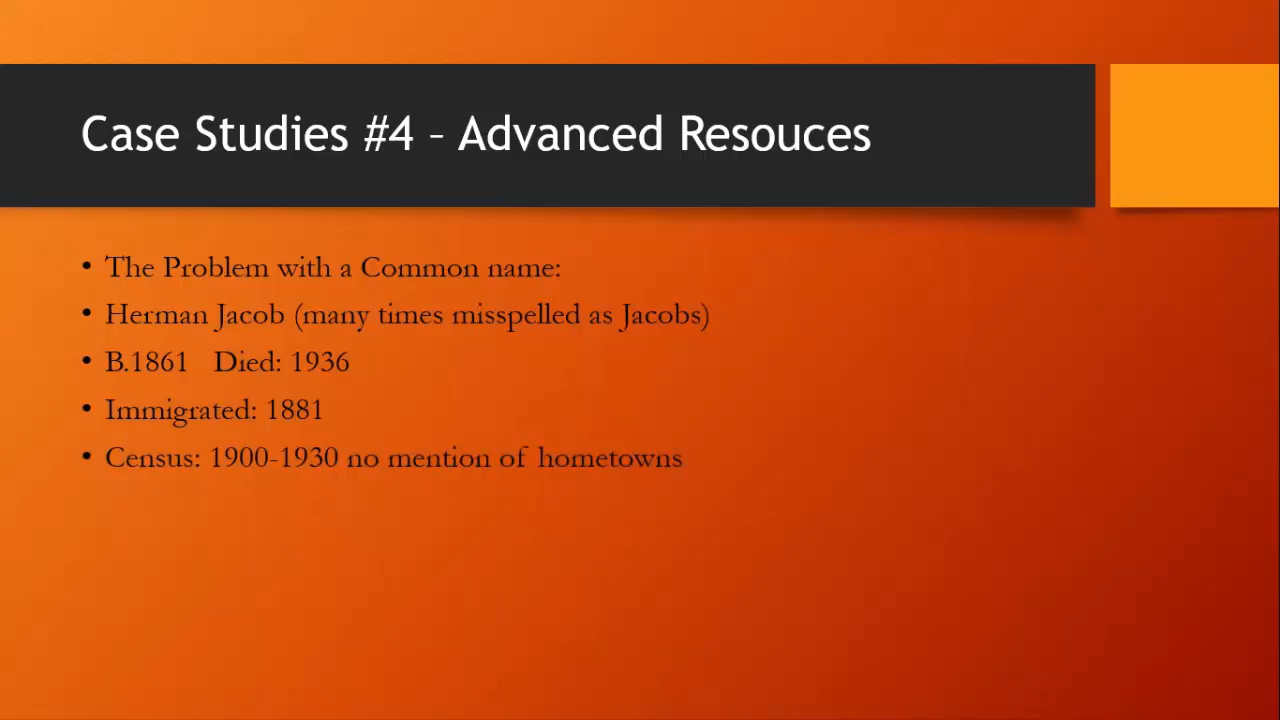 Case Studies #4 – Advanced Resouces
• The Problem with a Common name:
• Herman Jacob (many times misspelled as Jacobs)
• B.1861   Died: 1936
• Immigrated: 1881
• Census: 1900-1930 no mention of hometowns